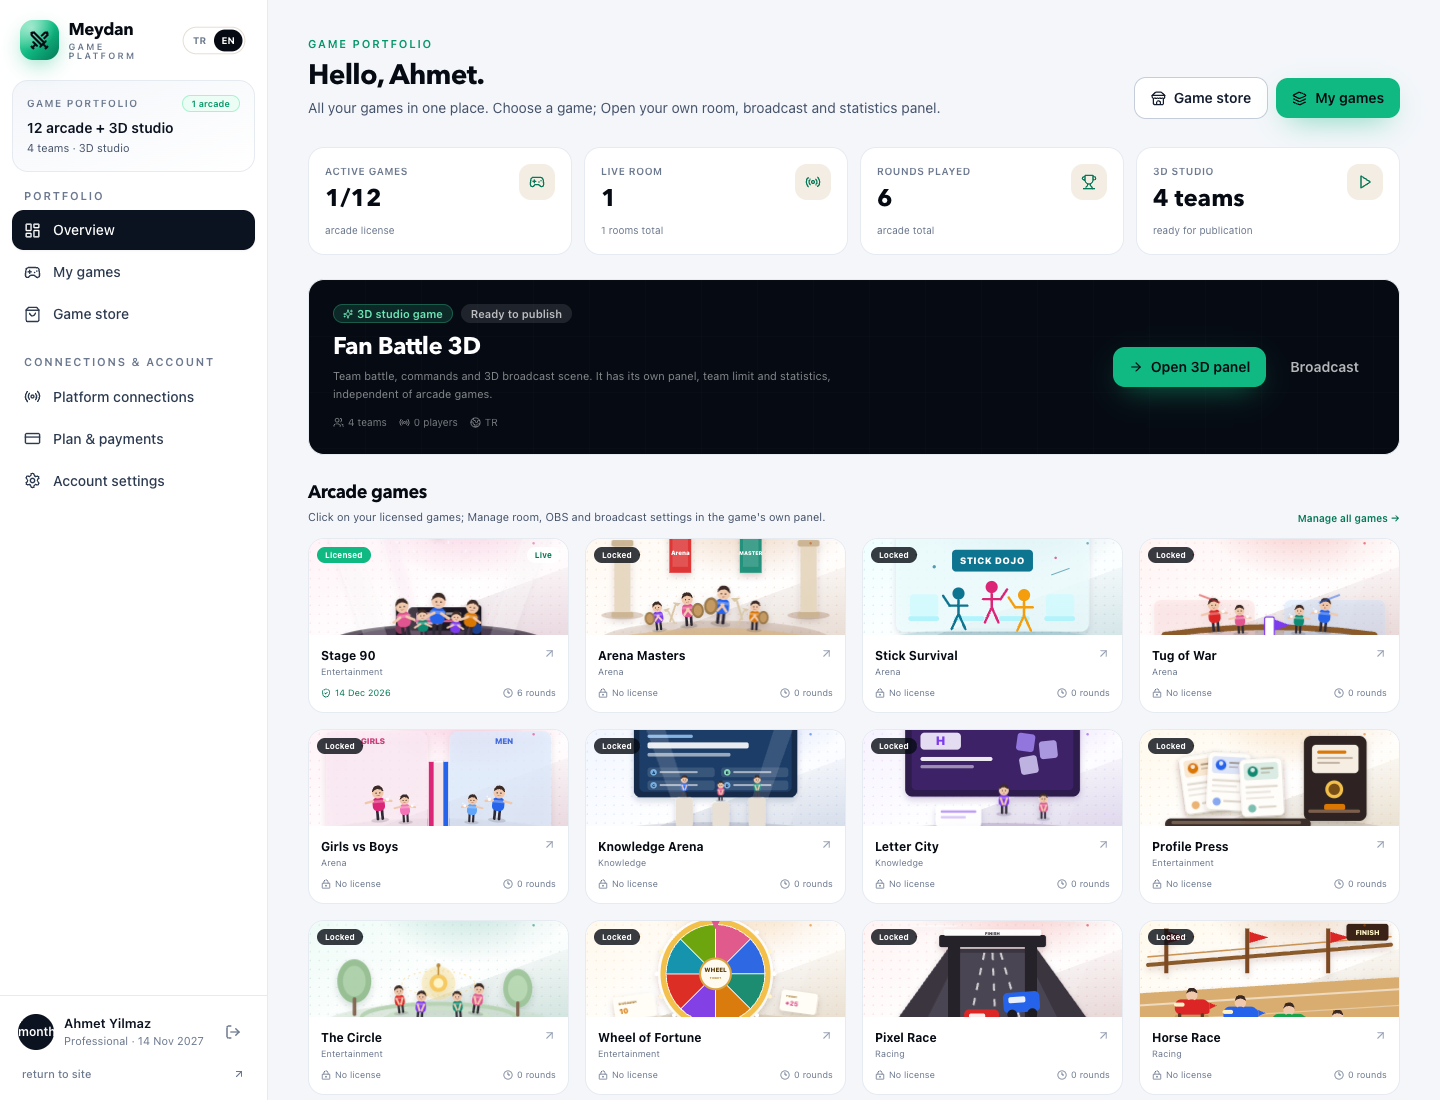 Meydan
GAME
PLATFORM
TR EN
GAME PORTFOLIO
1 arcade
12 arcade + 3D studio
4 teams · 3D studio
PORTFOLIO
Overview
My games
Game store
CONNECTIONS & ACCOUNT
Platform connections
Plan & payments
Account settings
month
Ahmet Yilmaz
Professional · 14 Nov 2027
return to site
GAME PORTFOLIO
Hello, Ahmet.
All your games in one place. Choose a game; Open your own room, broadcast and statistics panel.
Game store
My games
ACTIVE GAMES
1/12
arcade license
LIVE ROOM
1
1 rooms total
ROUNDS PLAYED
6
arcade total
3D STUDIO
4 teams
ready for publication
3D studio game
Ready to publish
Fan Battle 3D
Team battle, commands and 3D broadcast scene. It has its own panel, team limit and statistics,
independent of arcade games.
4 teams
0 players
TR
Open 3D panel
Broadcast
Arcade games
Click on your licensed games; Manage room, OBS and broadcast settings in the game's own panel.
Manage all games →
Licensed
Live
Stage 90
Entertainment
14 Dec 2026
6 rounds
Locked
Arena
MASTER
Arena Masters
Arena
No license
0 rounds
Locked
STICK DOJO
Stick Survival
Arena
No license
0 rounds
Locked
Tug of War
Arena
No license
0 rounds
Locked
GIRLS
MEN
Girls vs Boys
Arena
No license
0 rounds
Locked
Knowledge Arena
Knowledge
No license
0 rounds
Locked
H
Letter City
Knowledge
No license
0 rounds
Locked
Profile Press
Entertainment
No license
0 rounds
Locked
The Circle
Entertainment
No license
0 rounds
Locked
WHEEL
10
×25
Wheel of Fortune
Entertainment
No license
0 rounds
Locked
FINISH
Pixel Race
Racing
No license
0 rounds
Locked
FINISH
Horse Race
Racing
No license
0 rounds